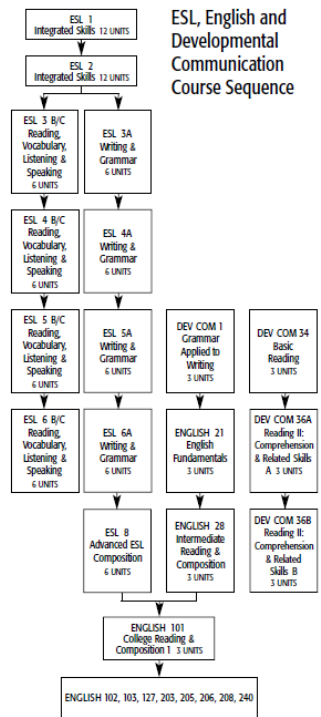 ESL, English and
Developmental
Communication
Course Sequence
ESL 1
Integrated Skills 12 UNITS
ESL 2
Integrated Skills 12 UNITS
ESL 3 B/C
Reading,
Vocabulary,
Listening &
Speaking
6 UNITS
ESL 3A
Writing &
Grammar
6 UNITS
ESL 4 B/C
Reading,
Vocabulary,
Listening &
Speaking
6 UNITS
ESL 4A
Writing &
Grammar
6 UNITS
ESL 5 B/C
Reading,
Vocabulary,
Listening &
Speaking
6 UNITS
ESL 5A
Writing &
Grammar
6 UNITS
DEV COM 1
Grammar
Applied to
Writing
3 UNITS
DEV COM 34
Basic
Reading
3 UNITS
ESL 6 B/C
Reading,
Vocabulary,
Listening &
Speaking
6 UNITS
ESL 6A
Writing &
Grammar
6 UNITS
ENGLISH 21
English
Fundamentals
3 UNITS
DEV COM 36A
Reading II:
Comprehension
& Related Skills
A 3 UNITS
ESL 8
Advanced ESL
Composition
6 UNITS
ENGLISH 28
Intermediate
Reading &
Composition
3 UNITS
DEV COM 36B
Reading II:
Comprehension
& Related
Skills B
3 UNITS
ENGLISH 101
College Reading &
Composition 1 3 UNITS
ENGLISH 102, 103, 127, 203, 205, 206, 208, 240